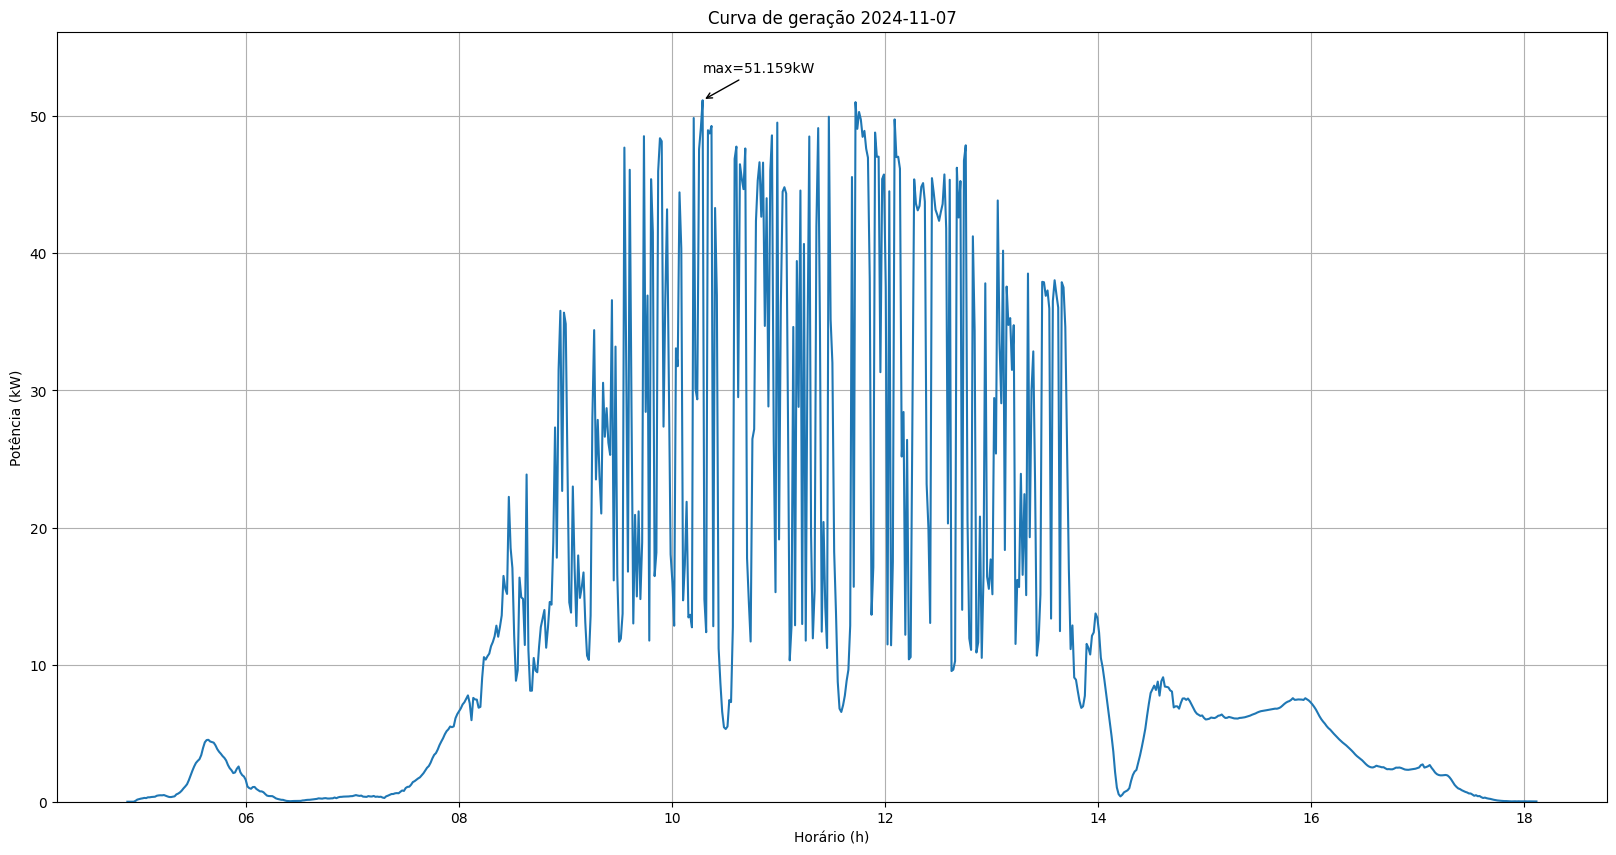 Curva de geração 2024-11-07
max=51.159kW
50
40
30
20
10
0
Potência (kW)
06 08 10 12 14 16 18
Horário (h)